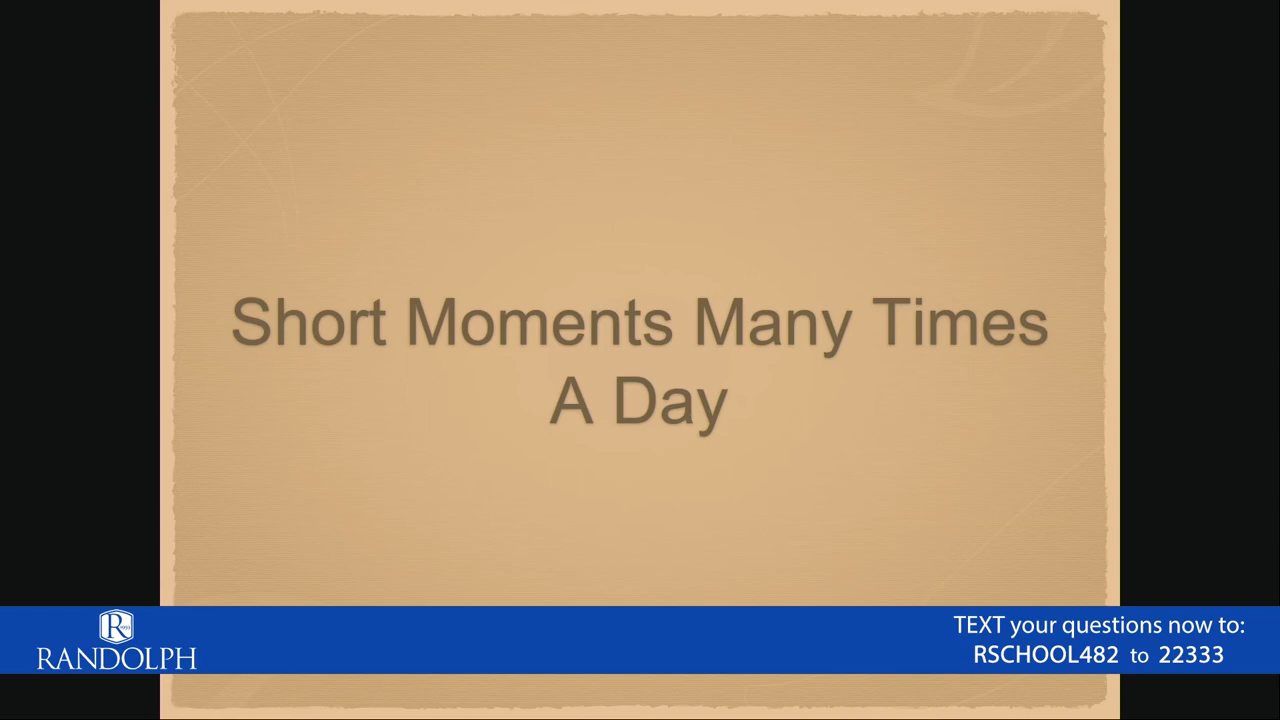 Short Moments Many Times
A Day
R
RANDOLPH
TEXT your questions now to:
RSCHOOL482 to 22333